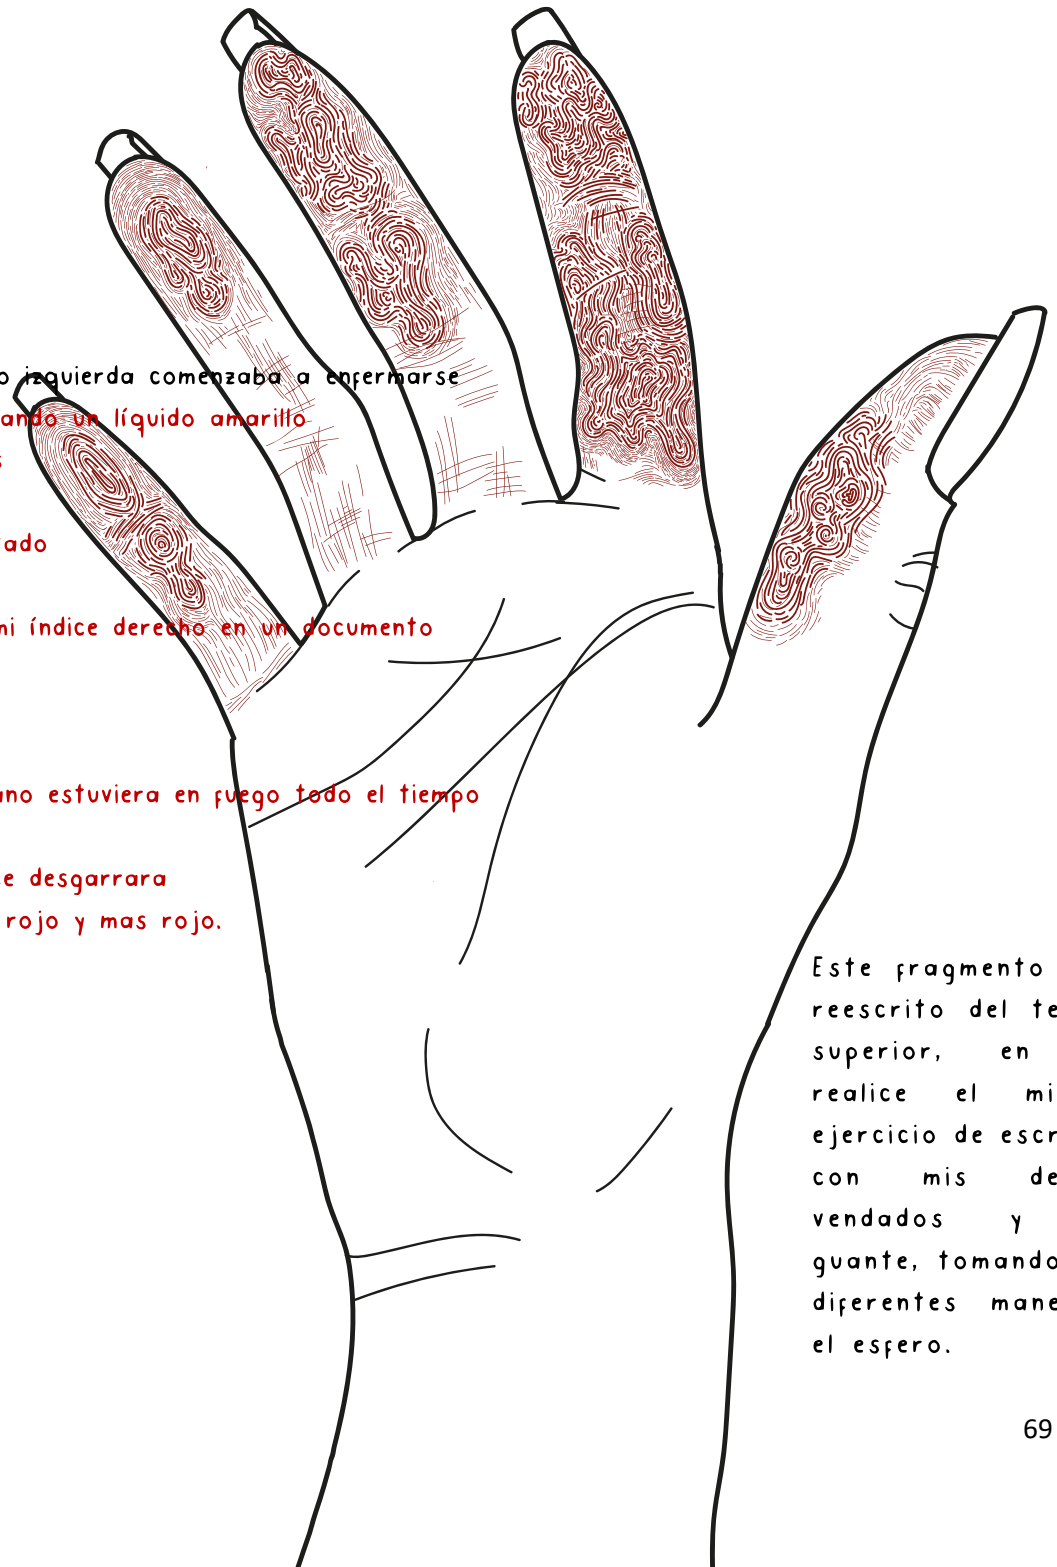 o izquierda comenzaba a enfermarse
ando un líquido amarillo
s
ado
mi índice derecho en un documento
ano estuviera en fuego todo el tiempo
e desgarrara
rojo y mas rojo.
Este fragmento
reescrito del te
superior, en
realice el mi
ejercicio de escr
con mis de
vendados y
guante, tomando
diferentes mane
el esfero.
69